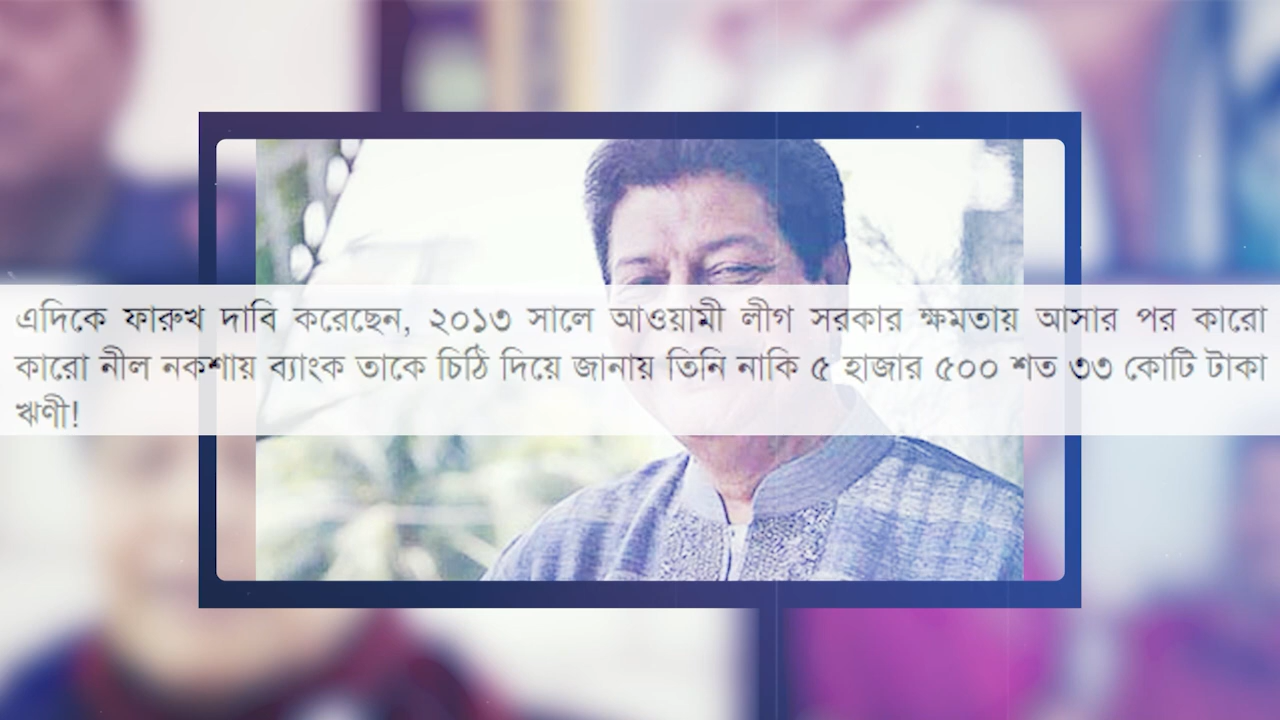 এদিকে ফারুখ দাবি করেছেন, ২০১৩ সালে আওয়ামী লীগ সরকার ক্ষমতায় আসার পর কারো
কারো নীল নকশায় ব্যাংক তাকে চিঠি দিয়ে জানায় তিনি নাকি ৫ হাজার ৫০০ শত ৩৩ কোটি টাকা
ঋণী!